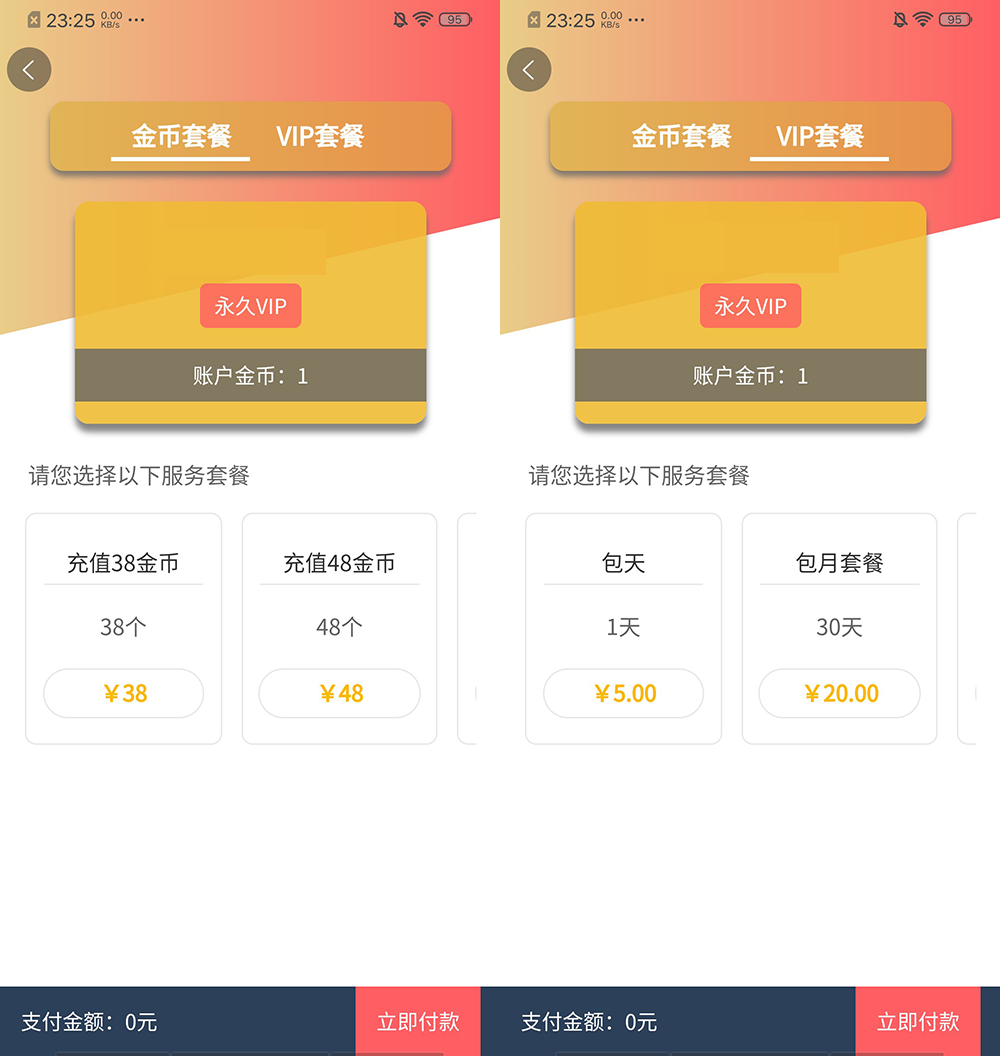 23:25 0.00 KB/s ... 95
金币套餐 VIP套餐
永久VIP
账户金币：1
请您选择以下服务套餐
充值38金币 充值48金币
38个 48个
￥38 ￥48
支付金额：0元 立即付款
23:25 0.00 KB/s ... 95
金币套餐 VIP套餐
永久VIP
账户金币：1
请您选择以下服务套餐
包天 包月套餐
1天 30天
￥5.00 ￥20.00
支付金额：0元 立即付款